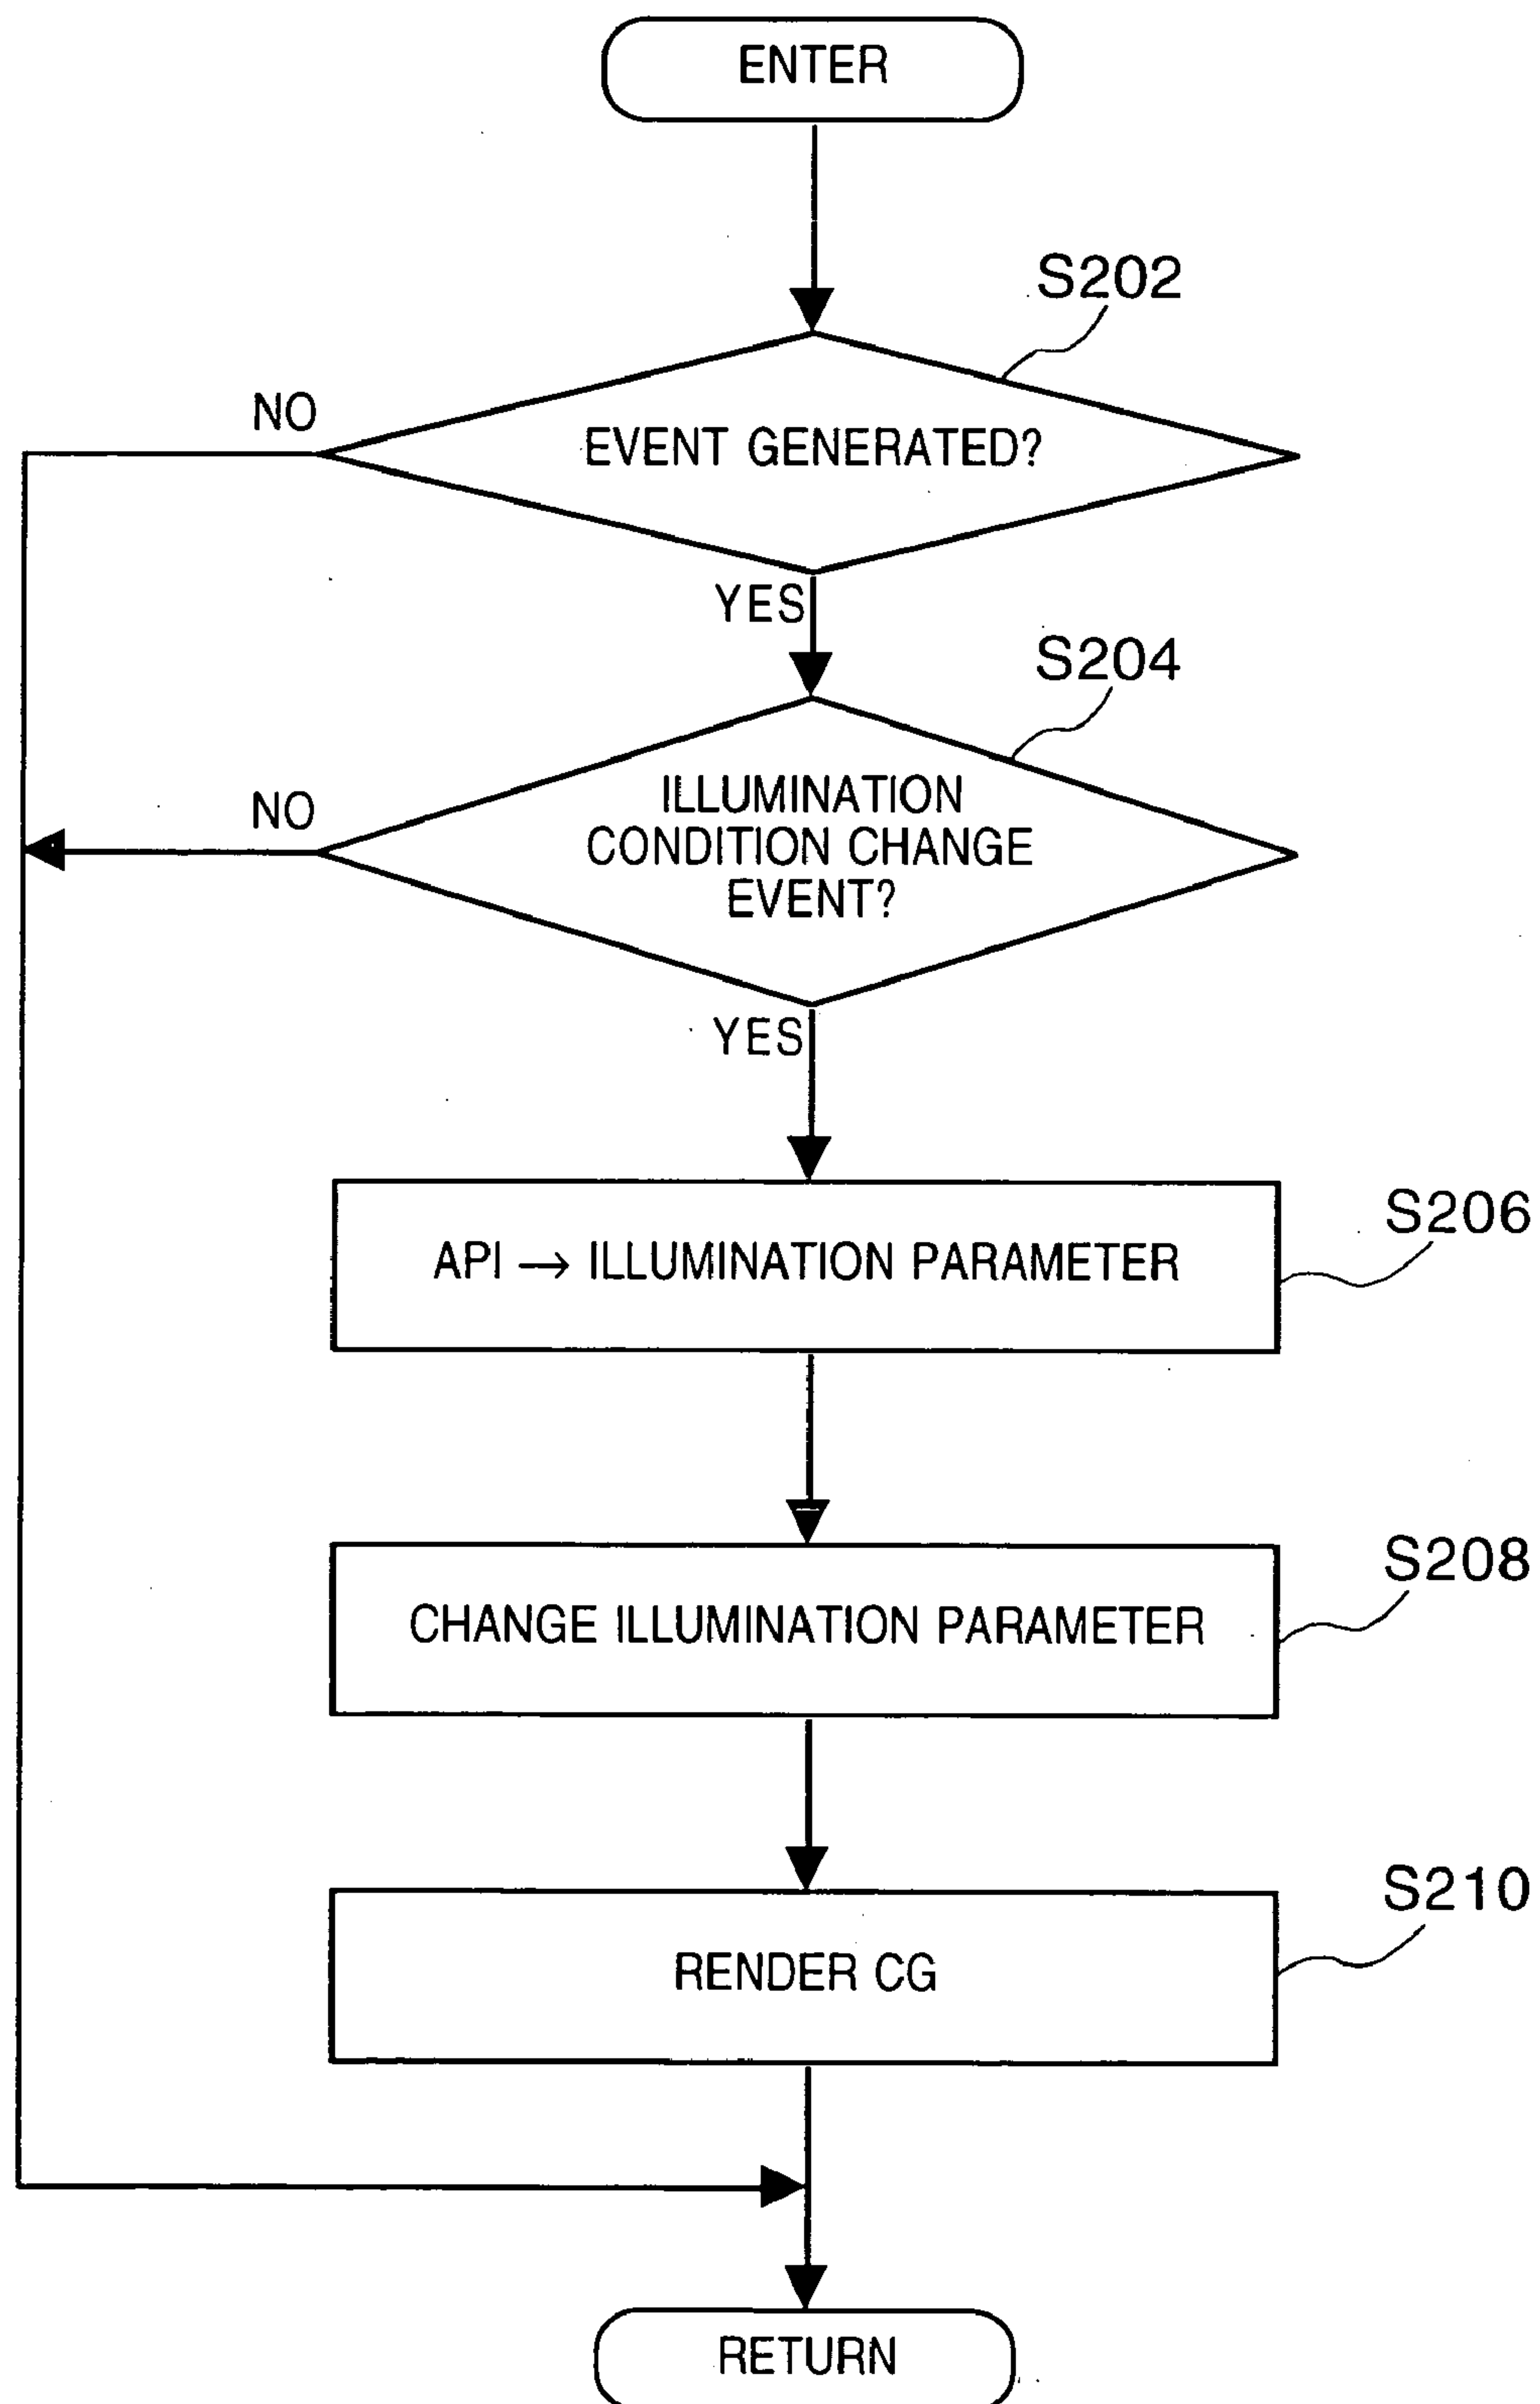 ENTER
S202
NO
EVENT GENERATED?
YES
S204
NO
ILLUMINATION
CONDITION CHANGE
EVENT?
YES
S206
API → ILLUMINATION PARAMETER
S208
CHANGE ILLUMINATION PARAMETER
S210
RENDER CG
RETURN